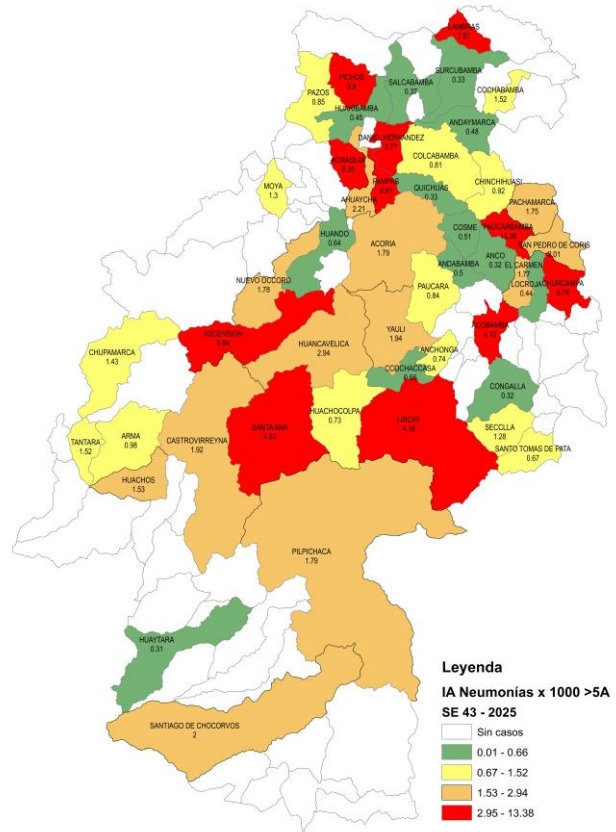 LAMBRAS
7.51
SURCUBAMBA
0.33
SALCABAMBA
0.37
PICHOS
3.8
COCHABAMBA
1.52
PAZOS
0.85
HUARIBAMBA
0.45
ANDAYMARCA
0.48
DANIEL HERNANDEZ
COLCABAMBA
0.81
ACRAQUIA
PAMPAS
CHINCHIHUASI
0.92
MOYA
1.3
QUICHUAS
0.33
AHUAYCHA
2.21
PACHAMARCA
1.75
PAUCARBAMBA
HUANDO
0.64
ACORIA
1.79
COSME
0.51
SAN PEDRO DE CORIS
2.01
ANCO
0.32
EL CARMEN
1.77
ANDABAMBA
0.5
LOCROJA
0.44
CHURCAMPA
NUEVO OCCORO
1.78
PAUCARA
0.84
ACOBAMBA
ASCENSION
YAULI
1.94
HUANCAVELICA
2.94
ANCHONGA
0.74
CHUPAMARCA
1.43
CCOCHACCASA
CONGALLA
0.32
HUACHOCOLPA
0.73
SANTA ANA
LIRCAY
SECCLLA
1.28
ARMA
0.98
TANTARA
1.52
CASTROVIRREYNA
1.92
SANTO TOMAS DE PATA
0.67
HUACHOS
1.53
PILPICHACA
1.79
HUAYTARA
0.31
SANTIAGO DE CHOCORVOS
2
Leyenda
IA Neumonías x 1000 >5A
SE 43 - 2025
Sin casos
0.01 - 0.66
0.67 - 1.52
1.53 - 2.94
2.95 - 13.38